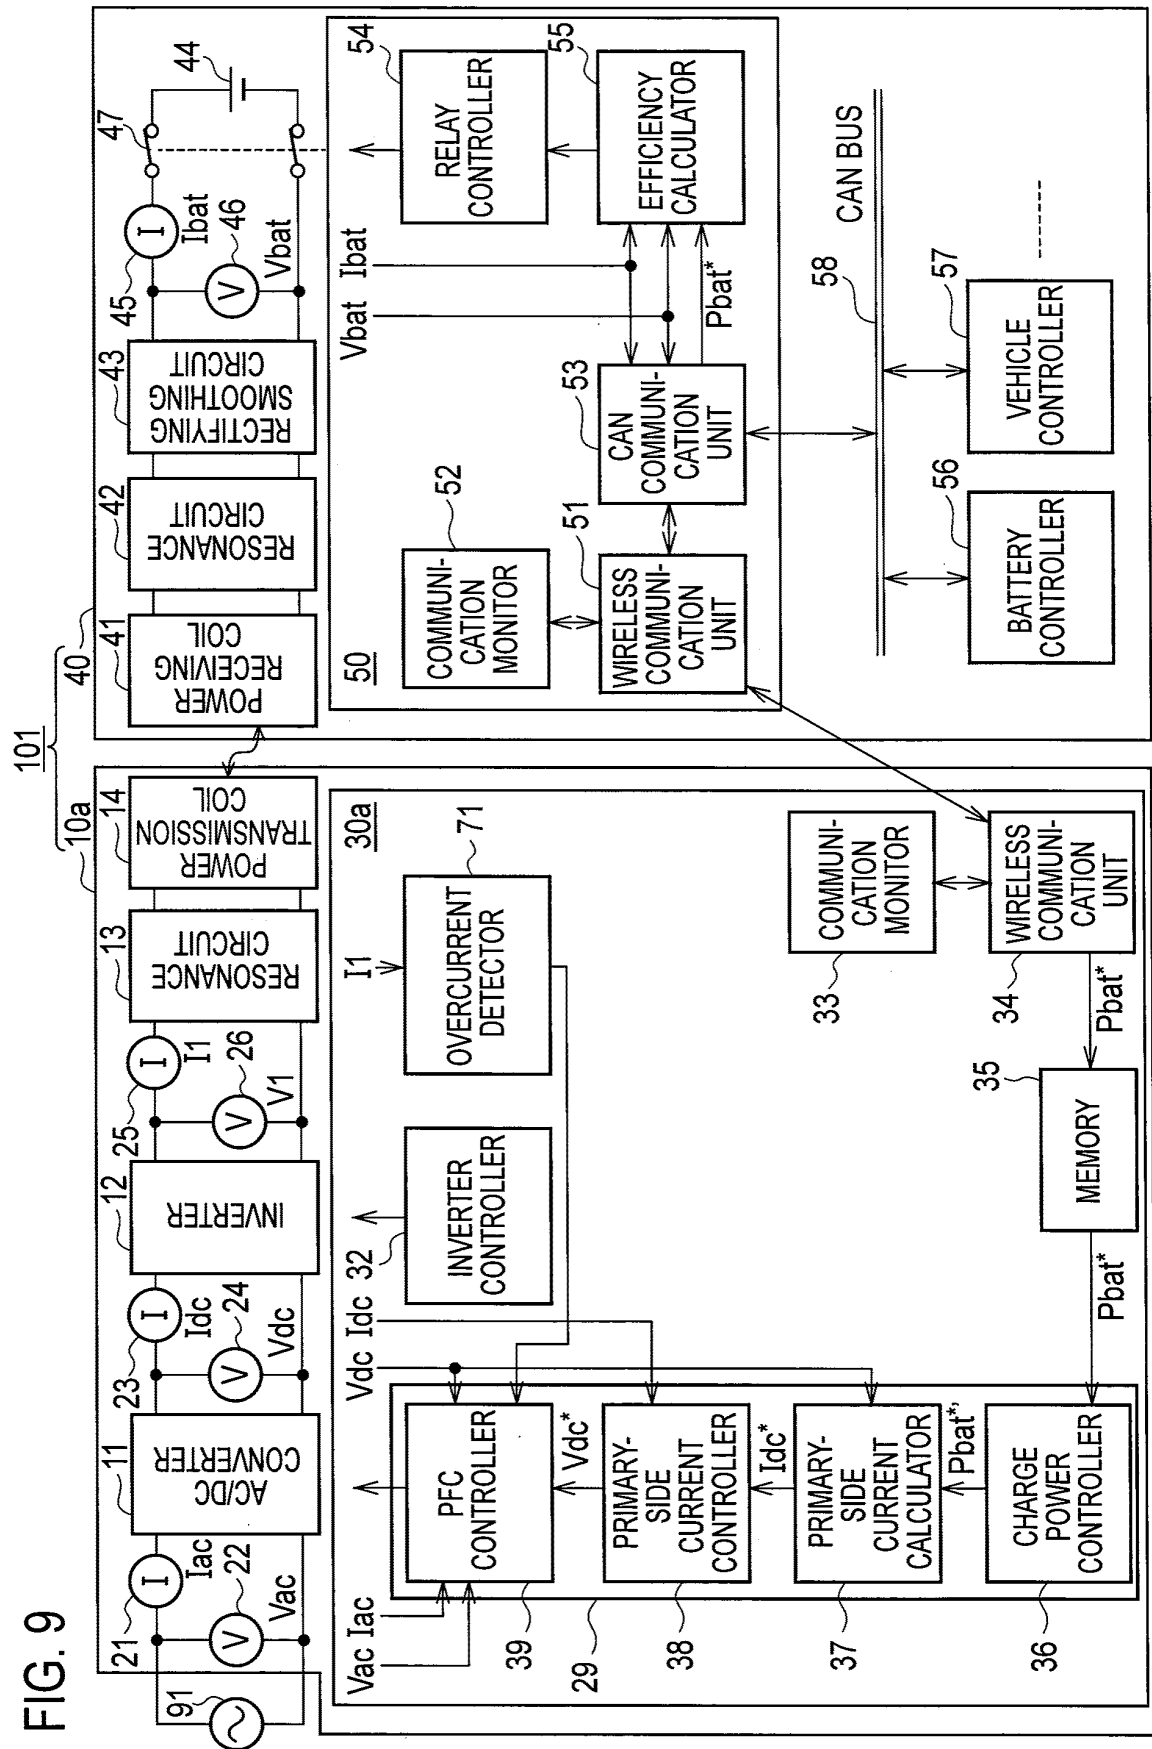 FIG. 9
101
10a
40
91
21
Iac
22
Vac
11
AC/DC
CONVERTER
23
Idc
24
Vdc
12
INVERTER
25
I1
26
V1
13
RESONANCE
CIRCUIT
14
POWER
TRANSMISSION
COIL
41
POWER
RECEIVING
COIL
42
RESONANCE
CIRCUIT
43
RECTIFYING
SMOOTHING
CIRCUIT
45
Ibat
46
Vbat
47
44
I
V
I
V
I
V
I
V
30a
Vac Iac
Vdc Idc
32
INVERTER
CONTROLLER
I1
OVERCURRENT
DETECTOR
71
PFC
CONTROLLER
39
Vdc*
29
PRIMARY-
SIDE
CURRENT
CONTROLLER
38
Idc*
PRIMARY-
SIDE
CURRENT
CALCULATOR
37
Pbat*'
CHARGE
POWER
CONTROLLER
36
Pbat*
MEMORY
35
Pbat*
COMMUNI-
CATION
MONITOR
33
WIRELESS
COMMUNI-
CATION
UNIT
34
50
COMMUNI-
CATION
MONITOR
52
WIRELESS
COMMUNI-
CATION
UNIT
51
CAN
COMMUNI-
CATION
UNIT
53
Vbat Ibat
Pbat*
RELAY
CONTROLLER
54
EFFICIENCY
CALCULATOR
55
58
CAN BUS
BATTERY
CONTROLLER
56
VEHICLE
CONTROLLER
57